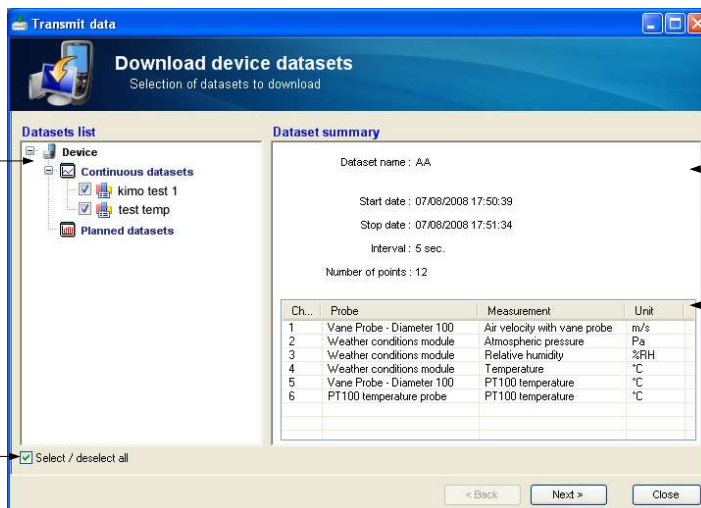 Transmit data
Download device datasets
Selection of datasets to download
Datasets list
Device
Continuous datasets
kimo test 1
test temp
Planned datasets
Select / deselect all
Dataset summary
Dataset name : AA
Start date : 07/08/2008 17:50:39
Stop date : 07/08/2008 17:51:34
Interval : 5 sec.
Number of points : 12
Ch... Probe Measurement Unit
1 Vane Probe - Diameter 100 Air velocity with vane probe m/s
2 Weather conditions module Atmospheric pressure Pa
3 Weather conditions module Relative humidity %RH
4 Weather conditions module Temperature °C
5 Vane Probe - Diameter 100 PT100 temperature °C
6 PT100 temperature probe PT100 temperature °C
< Back Next > Close